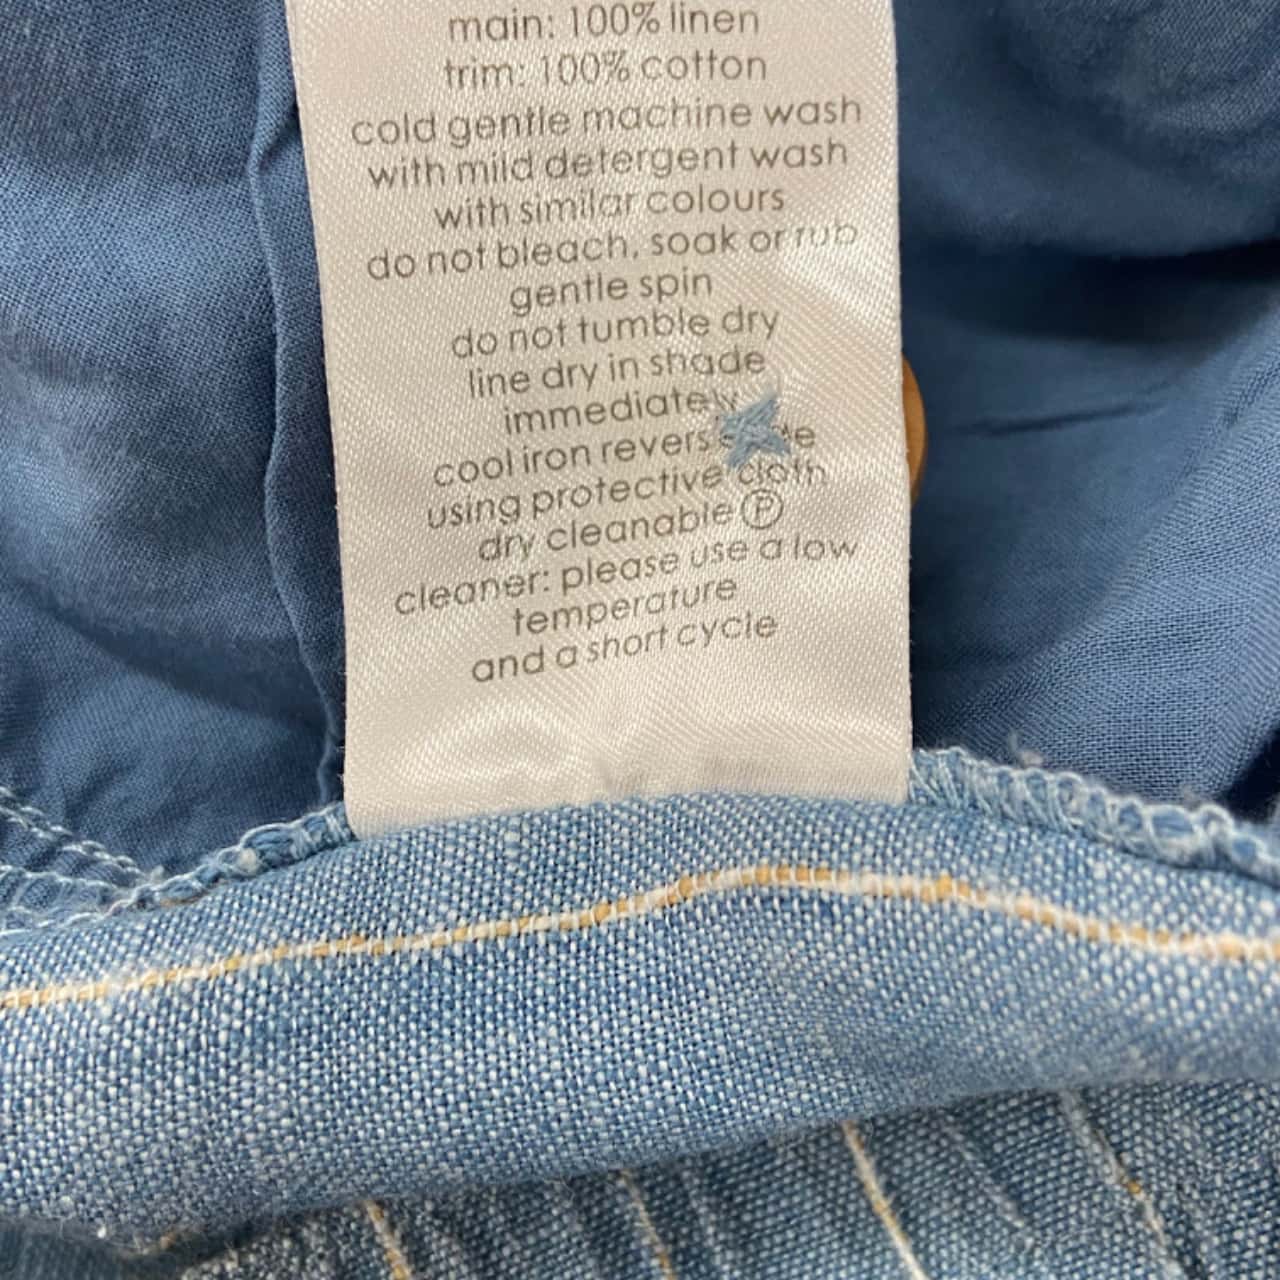 main: 100% linen
trim: 100% cotton
cold gentle machine wash
with mild detergent wash
with similar colours
do not bleach, soak or rub
gentle spin
do not tumble dry
line dry in shade
immediately
cool iron
using protective cloth
dry cleanable Ⓟ
cleaner: please use a low
temperature
and a short cycle